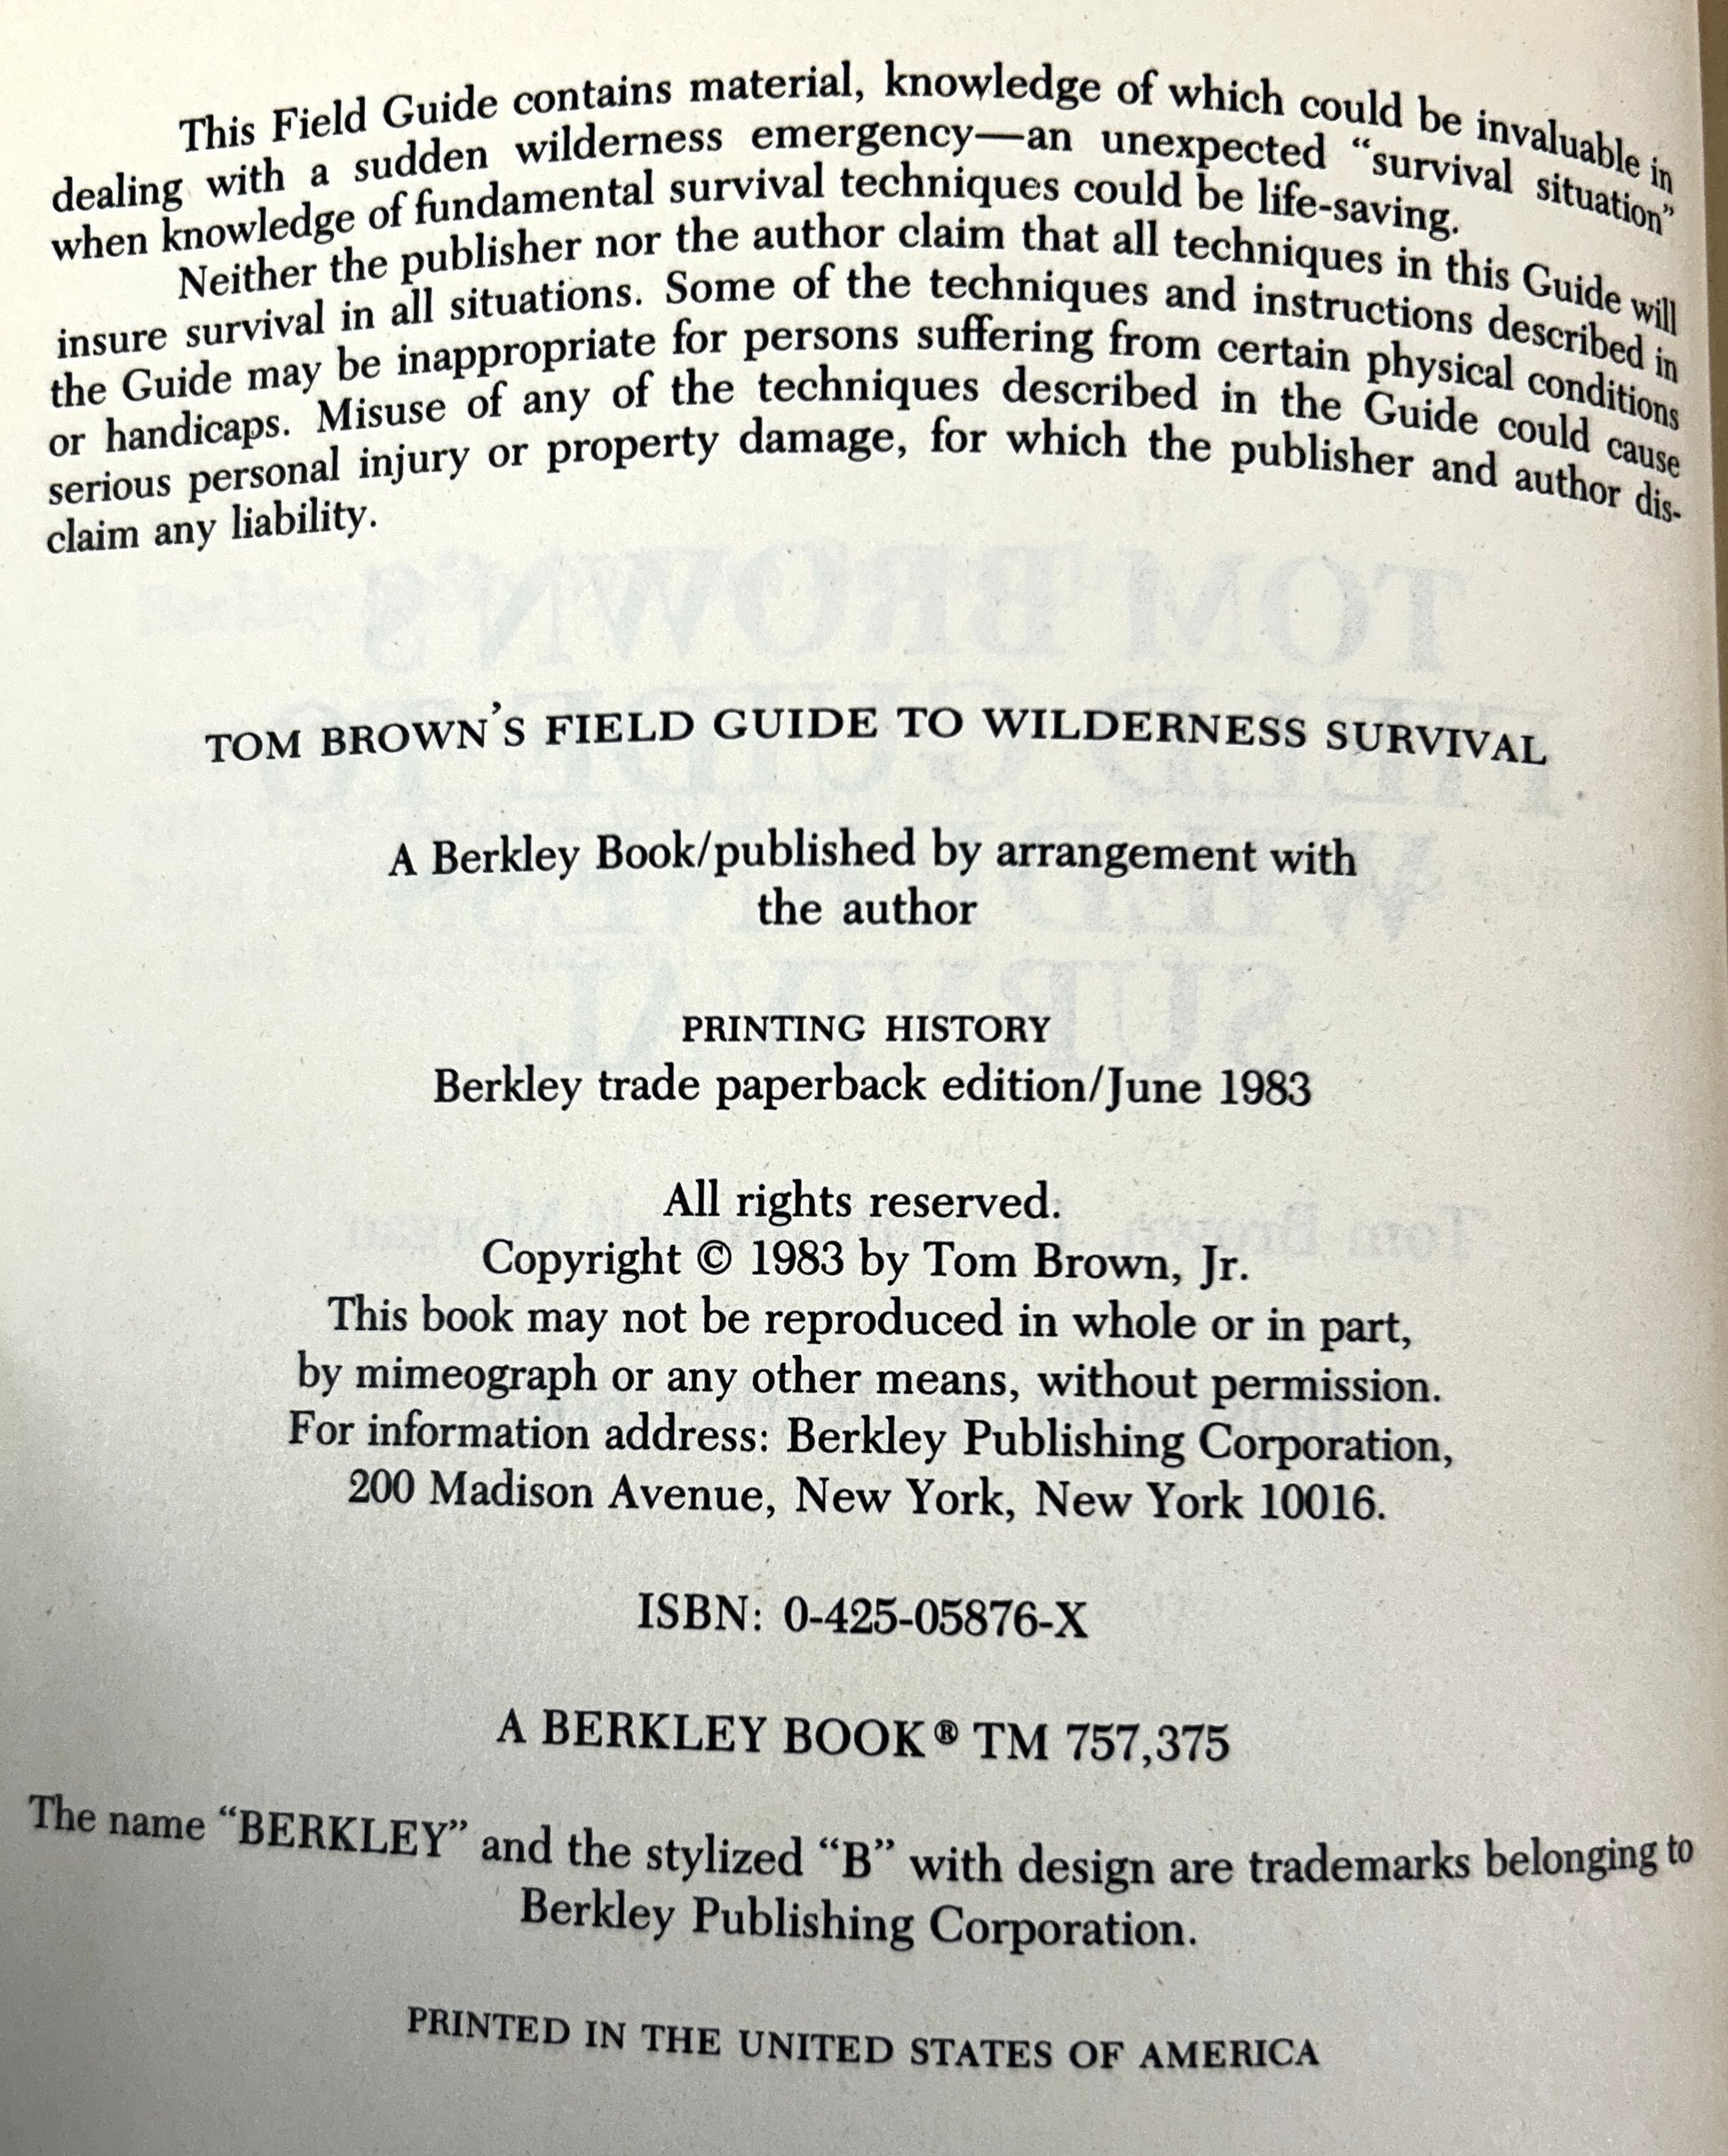 This Field Guide contains material, knowledge of which could be invaluable in
dealing with a sudden wilderness emergency—an unexpected “survival situation”
when knowledge of fundamental survival techniques could be life-saving.
Neither the publisher nor the author claim that all techniques in this Guide will
insure survival in all situations. Some of the techniques and instructions described in
the Guide may be inappropriate for persons suffering from certain physical conditions
or handicaps. Misuse of any of the techniques described in the Guide could cause
serious personal injury or property damage, for which the publisher and author dis-
claim any liability.
TOM BROWN’S FIELD GUIDE TO WILDERNESS SURVIVAL
A Berkley Book/published by arrangement with
the author
PRINTING HISTORY
Berkley trade paperback edition/June 1983
All rights reserved.
Copyright © 1983 by Tom Brown, Jr.
This book may not be reproduced in whole or in part,
by mimeograph or any other means, without permission.
For information address: Berkley Publishing Corporation,
200 Madison Avenue, New York, New York 10016.
ISBN: 0-425-05876-X
A BERKLEY BOOK® TM 757,375
The name “BERKLEY” and the stylized “B” with design are trademarks belonging to
Berkley Publishing Corporation.
PRINTED IN THE UNITED STATES OF AMERICA